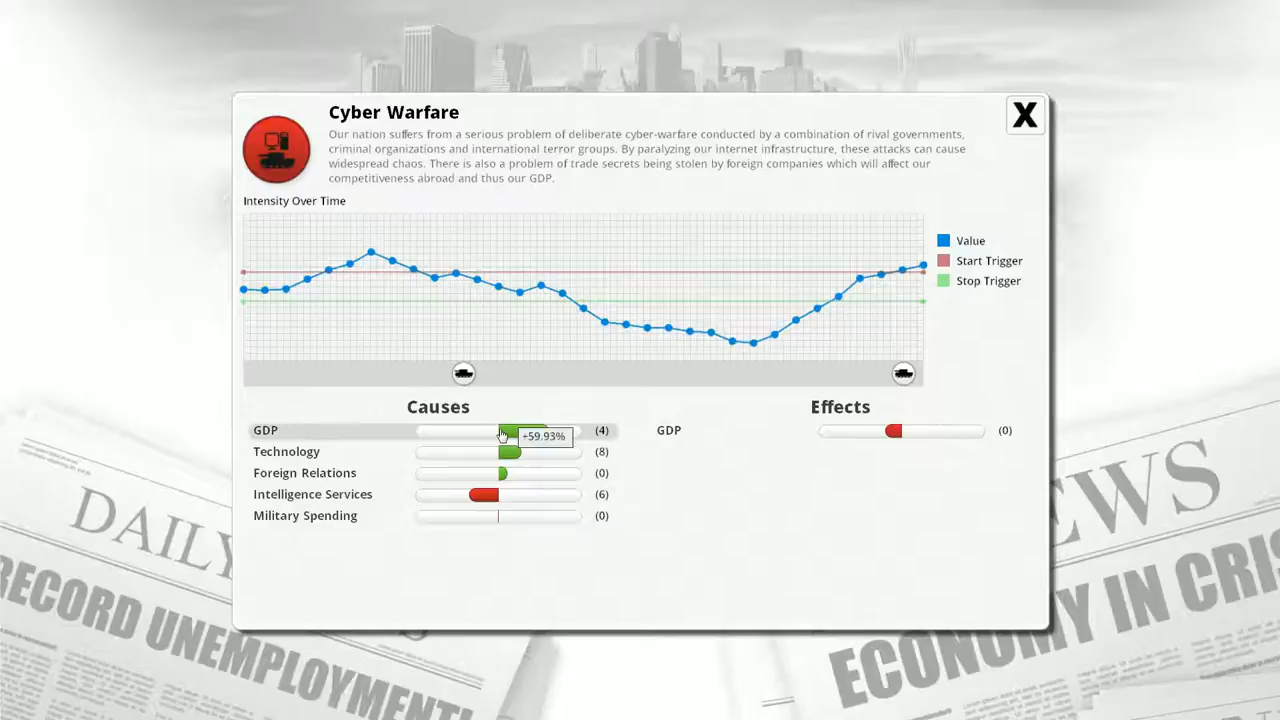 Cyber Warfare
X
Our nation suffers from a serious problem of deliberate cyber-warfare conducted by a combination of rival governments,
criminal organizations and international terror groups. By paralyzing our internet infrastructure, these attacks can cause
widespread chaos. There is also a problem of trade secrets being stolen by foreign companies which will affect our
competitiveness abroad and thus our GDP.
Intensity Over Time
Value
Start Trigger
Stop Trigger
Causes
Effects
GDP
+59.93%
(4)
GDP
(0)
Technology
(8)
Foreign Relations
(0)
Intelligence Services
(6)
Military Spending
(0)
DAILY
RECORD UNEMPLOYMENT
EWS
ECONOMY IN CRIS